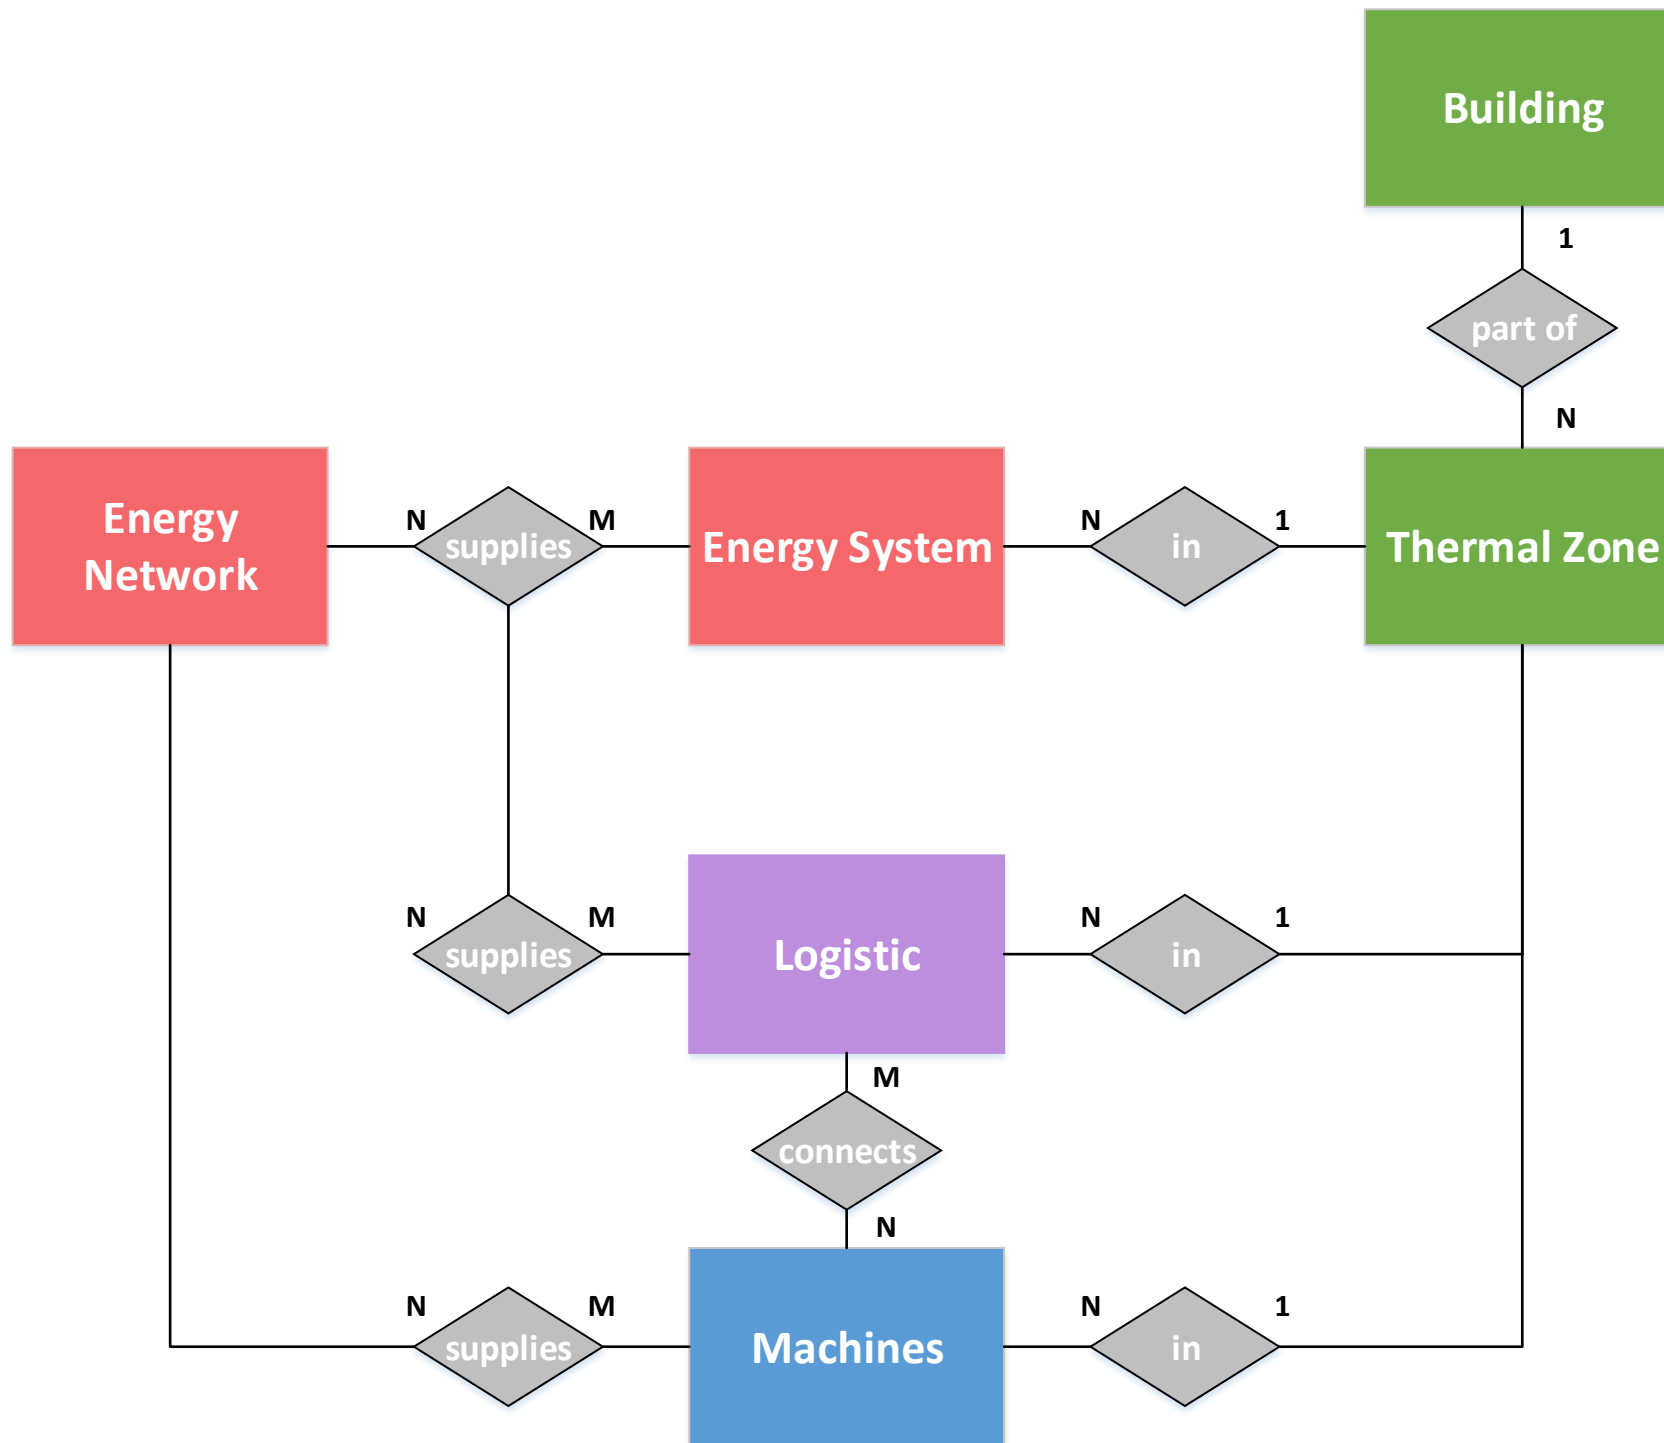 Building
1
part of
N
Energy
Network
N
supplies
M
Energy System
N
in
1
Thermal Zone
N
supplies
M
Logistic
N
in
1
M
connects
N
N
supplies
M
Machines
N
in
1